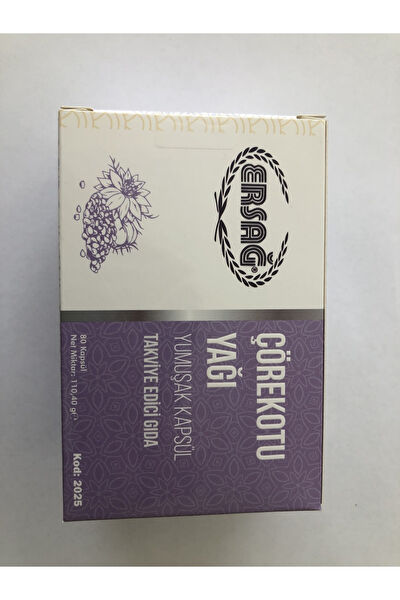 ERSAĞ®
ÇÖREKOTU
YAĞI
YUMUŞAK KAPSÜL
TAKVİYE EDİCİ GIDA
80 Kapsül
Net Miktar: 110,40 gr
Kod: 2025